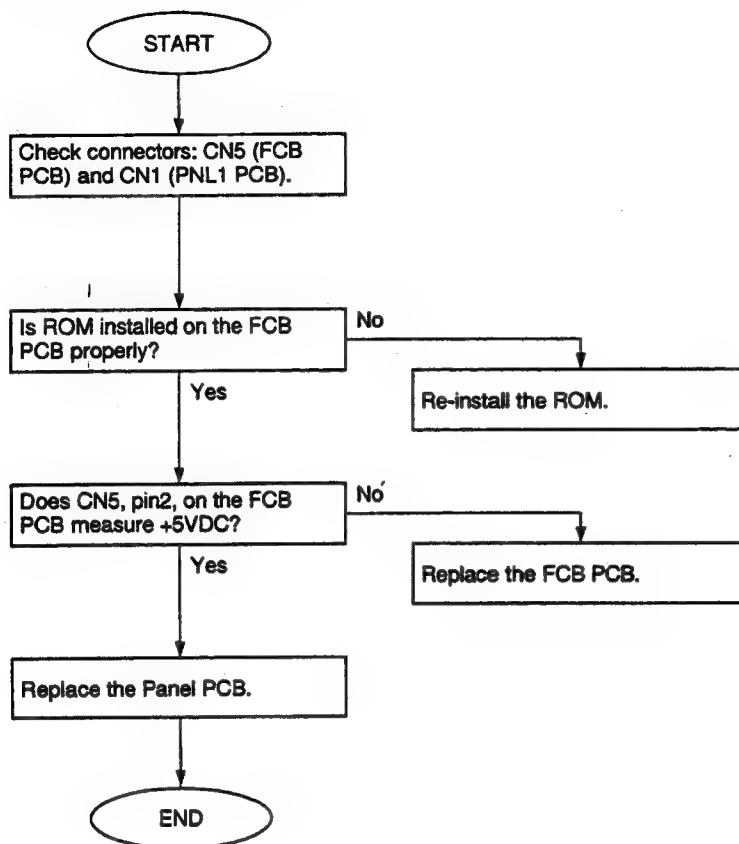 START
Check connectors: CN5 (FCB
PCB) and CN1 (PNL1 PCB).
Is ROM installed on the FCB
PCB properly?
No
Yes
Re-install the ROM.
Does CN5, pin2, on the FCB
PCB measure +5VDC?
No
Yes
Replace the FCB PCB.
Replace the Panel PCB.
END